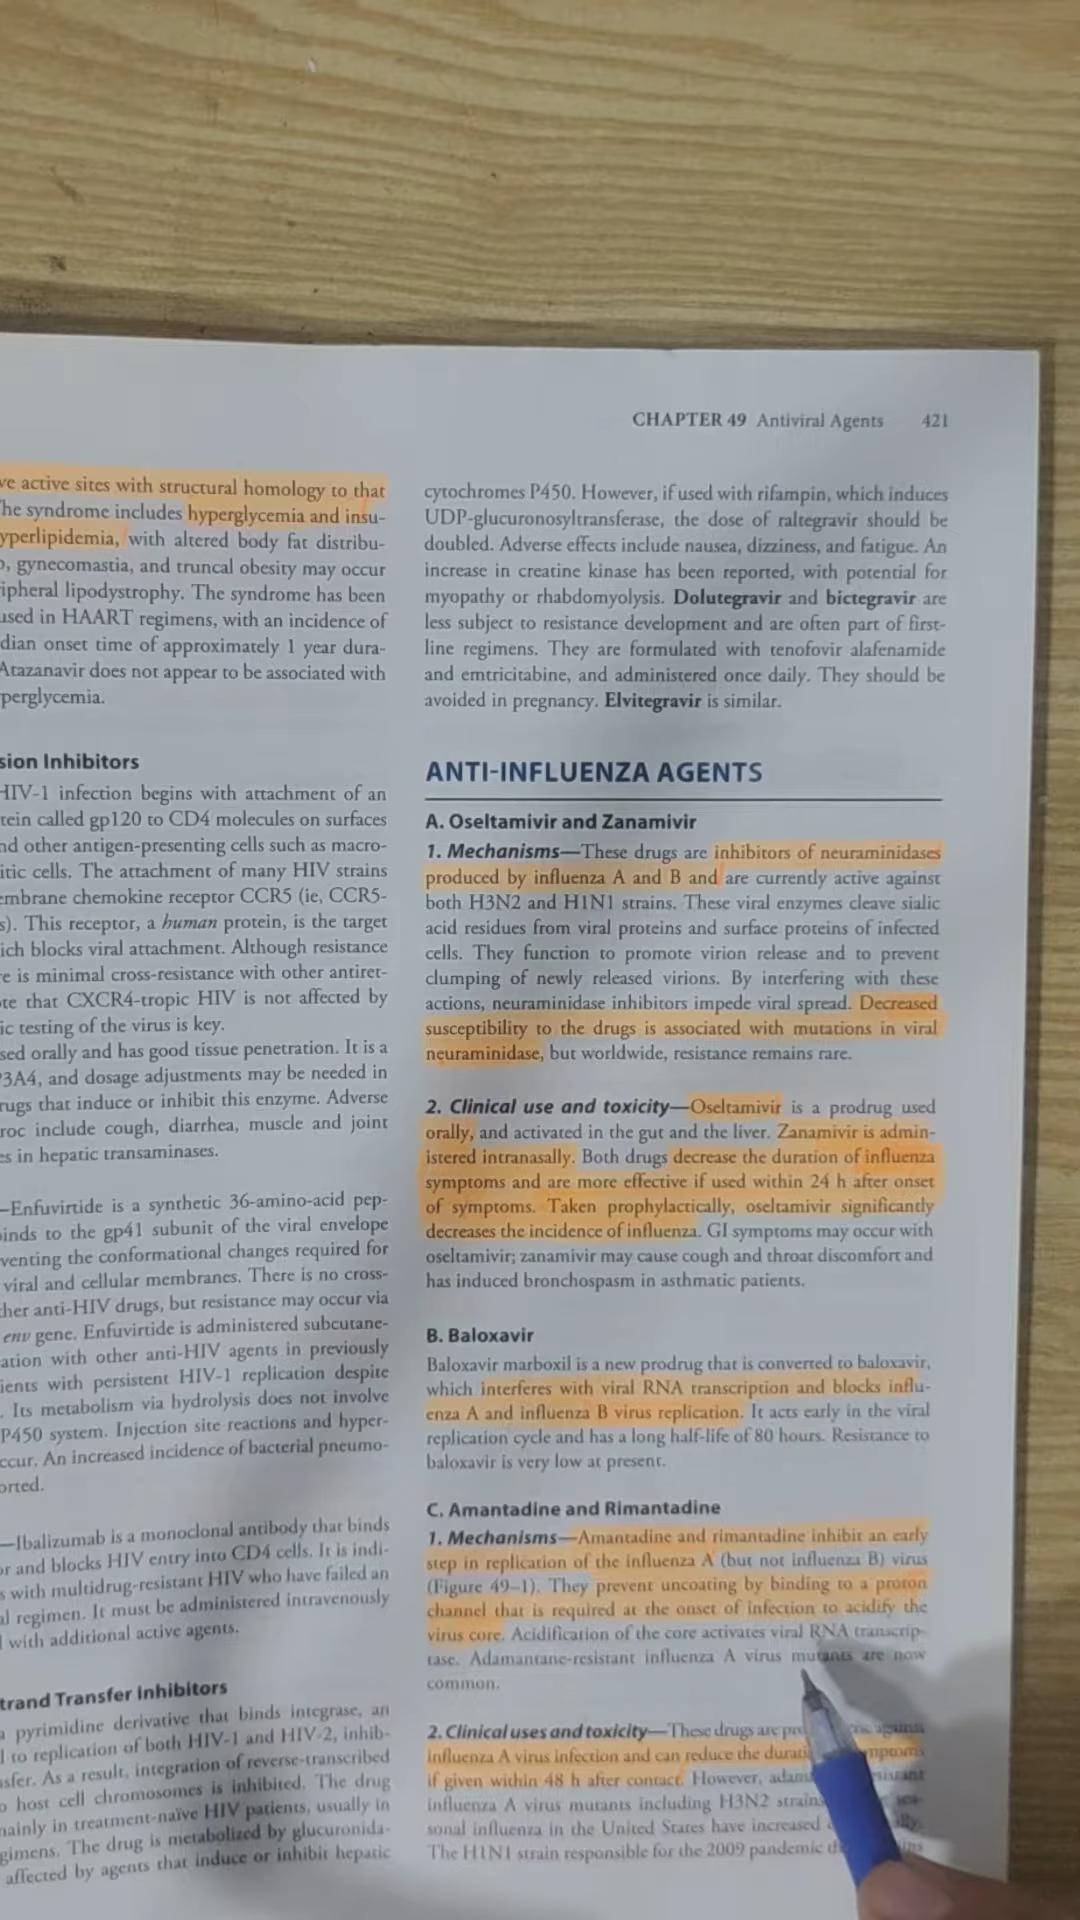 CHAPTER 49 Antiviral Agents 421
ve active sites with structural homology to that
he syndrome includes hyperglycemia and insu-
yperlipidemia, with altered body fat distribu-
o, gynecomastia, and truncal obesity may occur
ipheral lipodystrophy. The syndrome has been
used in HAART regimens, with an incidence of
dian onset time of approximately 1 year dura-
Atazanavir does not appear to be associated with
perglycemia.
sion Inhibitors
HIV-1 infection begins with attachment of an
tein called gp120 to CD4 molecules on surfaces
nd other antigen-presenting cells such as macro-
itic cells. The attachment of many HIV strains
embrane chemokine receptor CCR5 (ie, CCR5-
s). This receptor, a human protein, is the target
ich blocks viral attachment. Although resistance
re is minimal cross-resistance with other antiret-
ote that CXCR4-tropic HIV is not affected by
ic testing of the virus is key.
sed orally and has good tissue penetration. It is a
P3A4, and dosage adjustments may be needed in
rugs that induce or inhibit this enzyme. Adverse
roc include cough, diarrhea, muscle and joint
es in hepatic transaminases.
—Enfuvirtide is a synthetic 36-amino-acid pep-
inds to the gp41 subunit of the viral envelope
venting the conformational changes required for
viral and cellular membranes. There is no cross-
ther anti-HIV drugs, but resistance may occur via
env gene. Enfuvirtide is administered subcutane-
ation with other anti-HIV agents in previously
ients with persistent HIV-1 replication despite
. Its metabolism via hydrolysis does not involve
P450 system. Injection site reactions and hyper-
ccur. An increased incidence of bacterial pneumo-
orted.
—Ibalizumab is a monoclonal antibody that binds
or and blocks HIV entry into CD4 cells. It is indi-
s with multidrug-resistant HIV who have failed an
al regimen. It must be administered intravenously
d with additional active agents.
trand Transfer Inhibitors
a pyrimidine derivative that binds integrase, an
l to replication of both HIV-1 and HIV-2, inhib-
sfer. As a result, integration of reverse-transcribed
o host cell chromosomes is inhibited. The drug
nainly in treatment-naïve HIV patients, usually in
gimens. The drug is metabolized by glucuronida-
affected by agents that induce or inhibit hepatic
cytochromes P450. However, if used with rifampin, which induces
UDP-glucuronosyltransferase, the dose of raltegravir should be
doubled. Adverse effects include nausea, dizziness, and fatigue. An
increase in creatine kinase has been reported, with potential for
myopathy or rhabdomyolysis. Dolutegravir and bictegravir are
less subject to resistance development and are often part of first-
line regimens. They are formulated with tenofovir alafenamide
and emtricitabine, and administered once daily. They should be
avoided in pregnancy. Elvitegravir is similar.
ANTI-INFLUENZA AGENTS
A. Oseltamivir and Zanamivir
1. Mechanisms—These drugs are inhibitors of neuraminidases
produced by influenza A and B and are currently active against
both H3N2 and H1N1 strains. These viral enzymes cleave sialic
acid residues from viral proteins and surface proteins of infected
cells. They function to promote virion release and to prevent
clumping of newly released virions. By interfering with these
actions, neuraminidase inhibitors impede viral spread. Decreased
susceptibility to the drugs is associated with mutations in viral
neuraminidase, but worldwide, resistance remains rare.
2. Clinical use and toxicity—Oseltamivir is a prodrug used
orally, and activated in the gut and the liver. Zanamivir is admin-
istered intranasally. Both drugs decrease the duration of influenza
symptoms and are more effective if used within 24 h after onset
of symptoms. Taken prophylactically, oseltamivir significantly
decreases the incidence of influenza. GI symptoms may occur with
oseltamivir; zanamivir may cause cough and throat discomfort and
has induced bronchospasm in asthmatic patients.
B. Baloxavir
Baloxavir marboxil is a new prodrug that is converted to baloxavir,
which interferes with viral RNA transcription and blocks influ-
enza A and influenza B virus replication. It acts early in the viral
replication cycle and has a long half-life of 80 hours. Resistance to
baloxavir is very low at present.
C. Amantadine and Rimantadine
1. Mechanisms—Amantadine and rimantadine inhibit an early
step in replication of the influenza A (but not influenza B) virus
(Figure 49–1). They prevent uncoating by binding to a proton
channel that is required at the onset of infection to acidify the
virus core. Acidification of the core activates viral RNA transcrip-
tase. Adamantane-resistant influenza A virus mutants are now
common.
2. Clinical uses and toxicity—These drugs are against
influenza A virus infection and can reduce the
if given within 48 h after contact. However,
influenza A virus mutants including H3N2
sonal influenza in the United States have increased
The H1N1 strain responsible for the 2009 pandemic